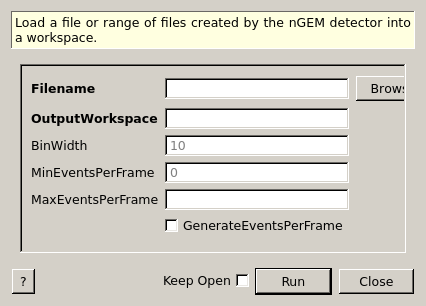 Load a file or range of files created by the nGEM detector into
a workspace.
Filename
Brows
OutputWorkspace
BinWidth 10
MinEventsPerFrame 0
MaxEventsPerFrame
GenerateEventsPerFrame
? Keep Open Run Close